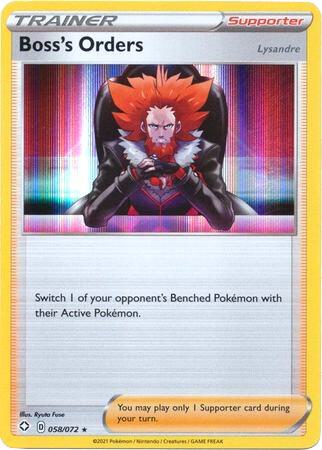 TRAINER
Supporter
Boss's Orders
Lysandre
Switch 1 of your opponent's Benched Pokémon with
their Active Pokémon.
Illus. Ryuta Fuse
D 058/072 ★
You may play only 1 Supporter card during
your turn.
©2021 Pokémon / Nintendo / Creatures / GAME FREAK